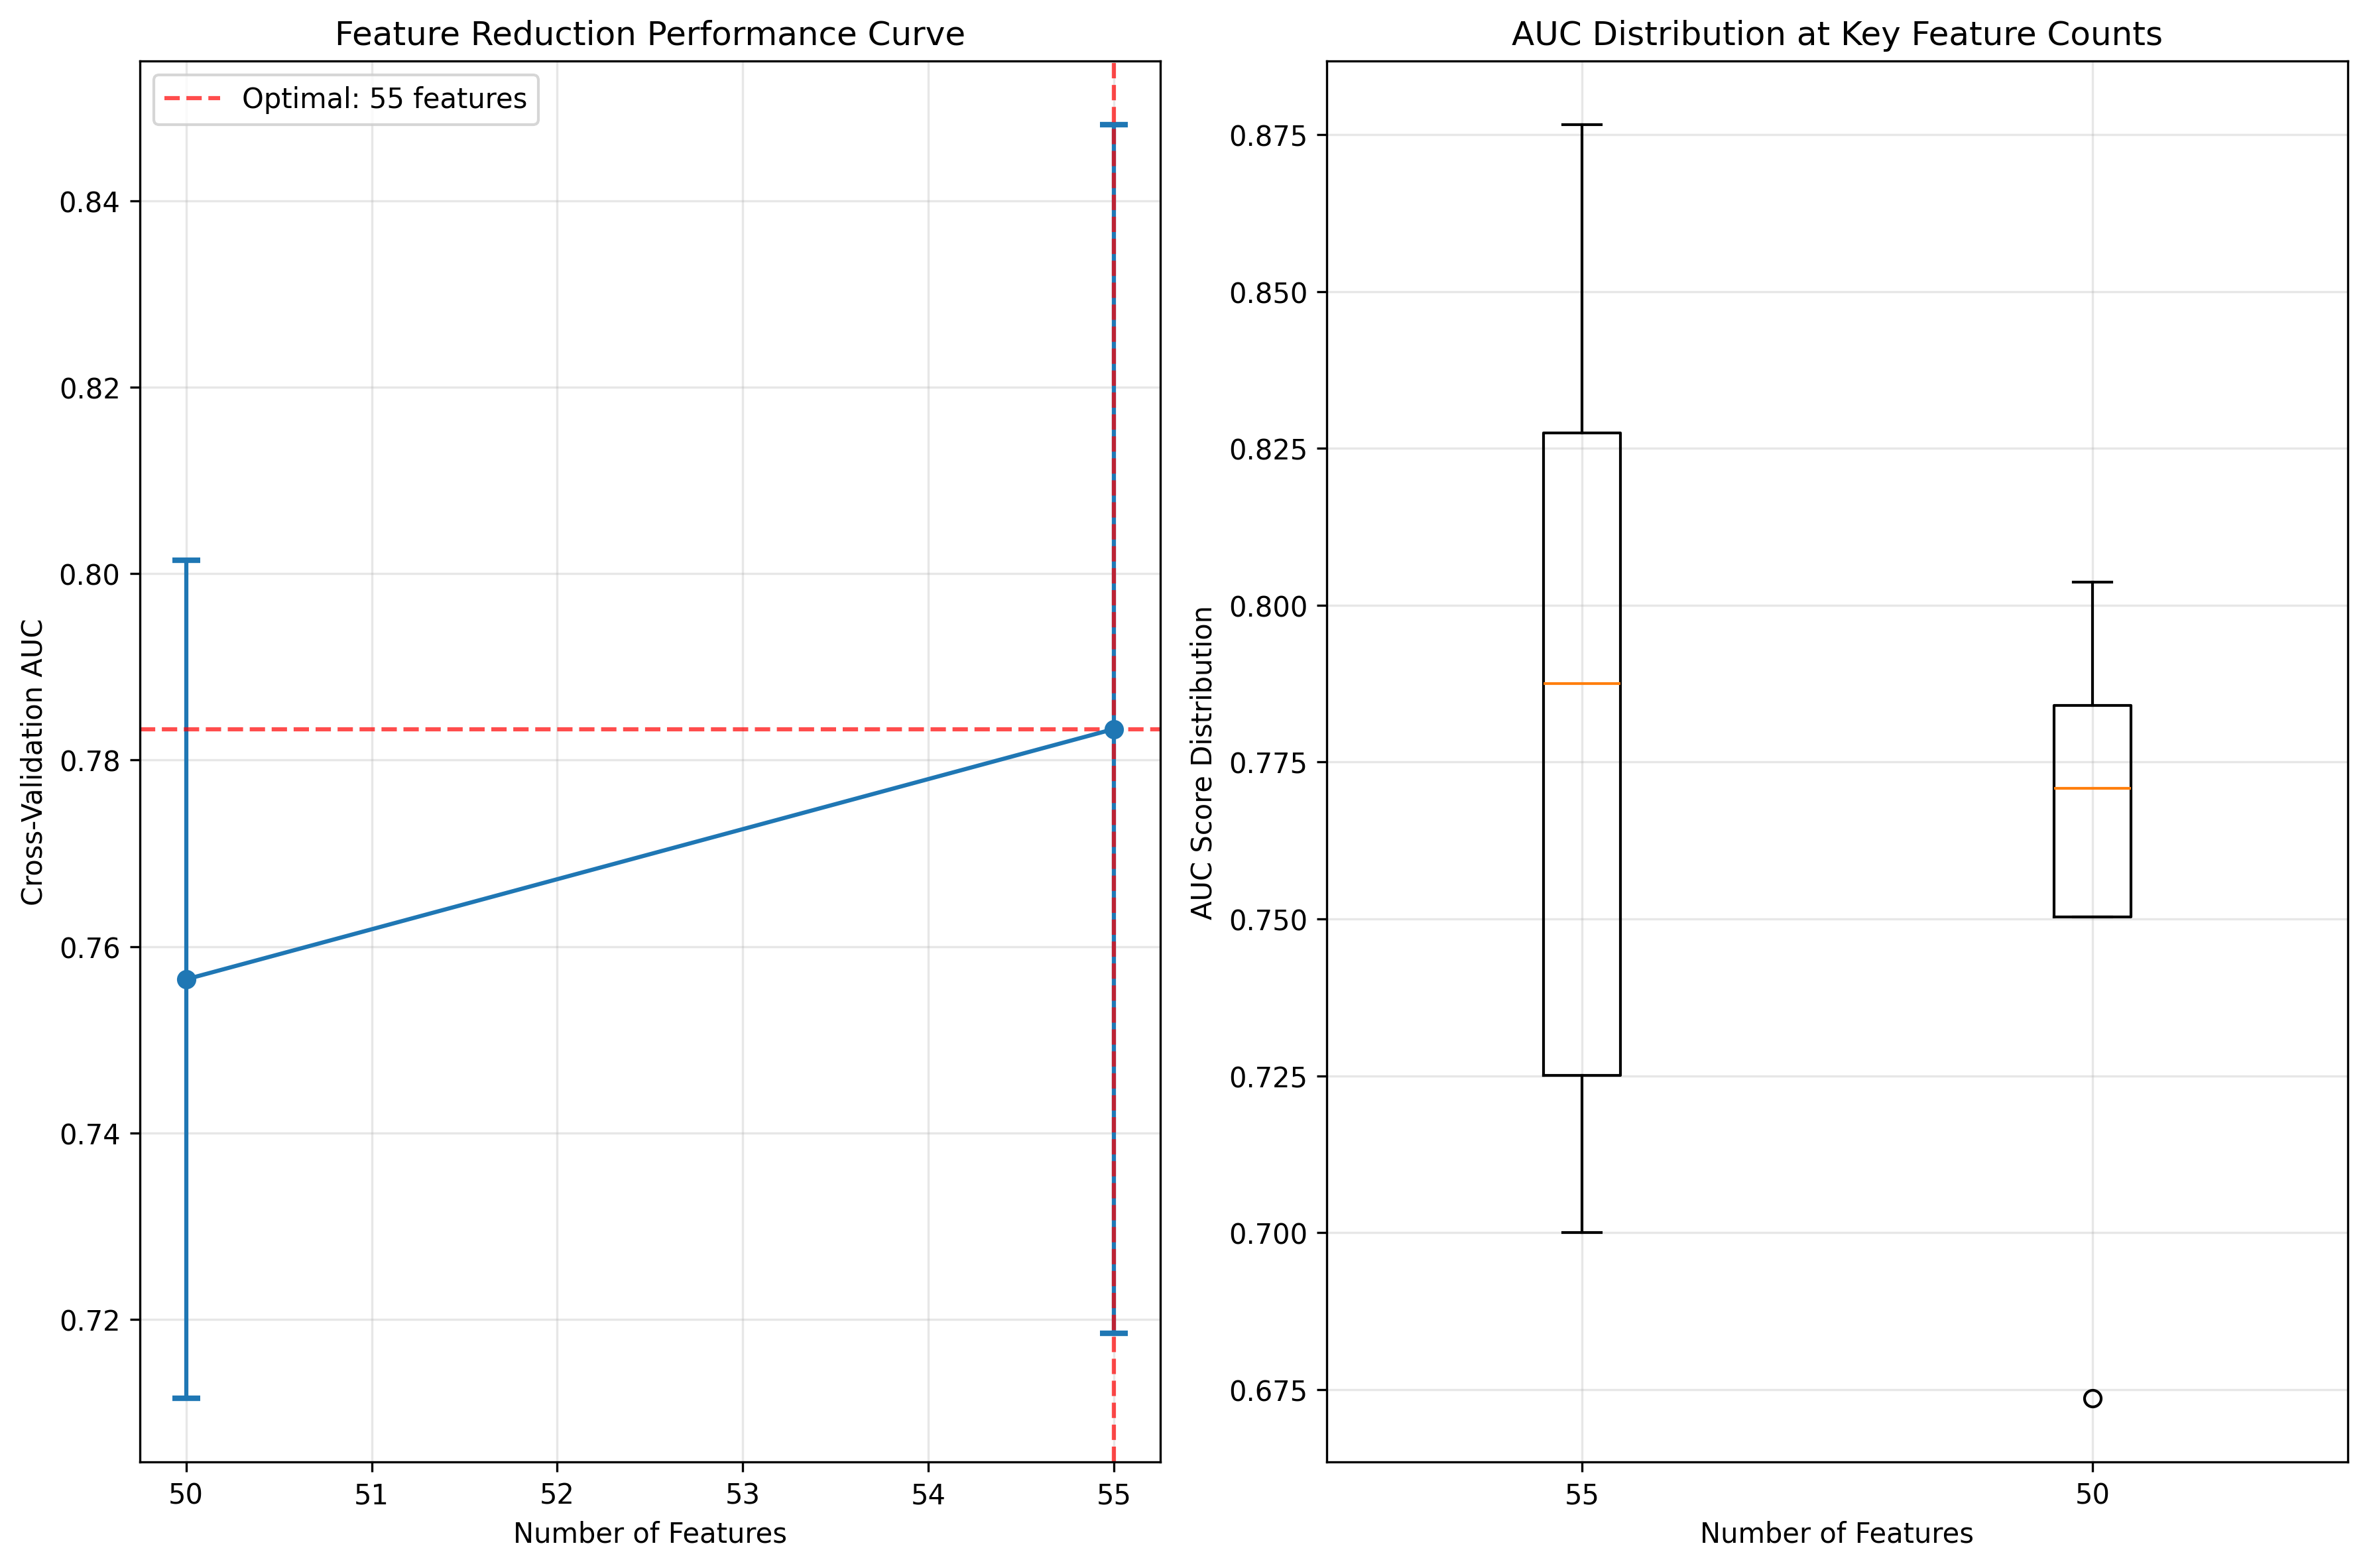 Feature Reduction Performance Curve
Optimal: 55 features
Cross-Validation AUC
0.84
0.82
0.80
0.78
0.76
0.74
0.72
50 51 52 53 54 55
Number of Features
AUC Distribution at Key Feature Counts
AUC Score Distribution
0.875
0.850
0.825
0.800
0.775
0.750
0.725
0.700
0.675
55 50
Number of Features